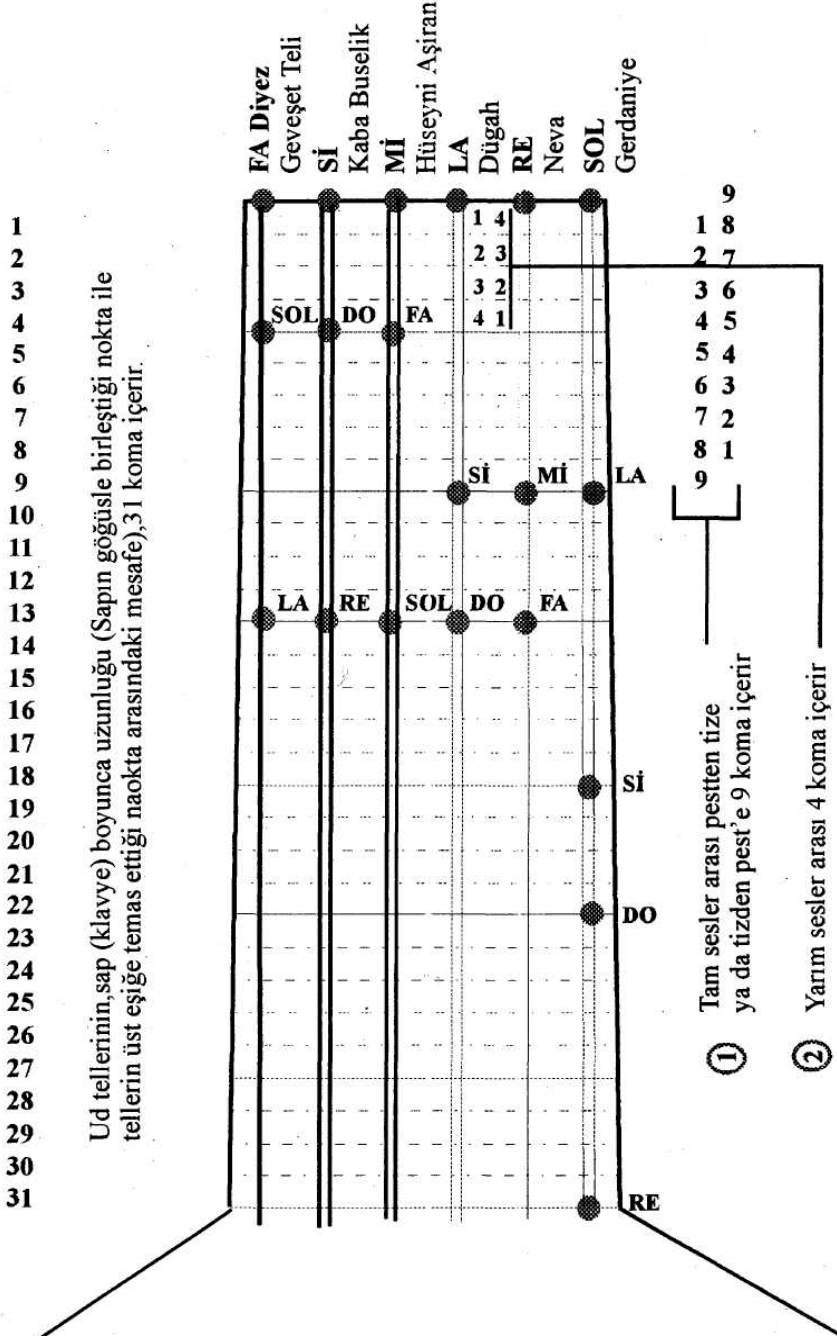 FA Diyez
Geveşet Teli
Sİ
Kaba Buselik
Mİ
Hüseyni Aşiran
LA
Dügah
RE
Neva
SOL
Gerdaniye
1
2
3
4
5
6
7
8
9
10
11
12
13
14
15
16
17
18
19
20
21
22
23
24
25
26
27
28
29
30
31
Ud tellerinin,sap (klavye) boyunca uzunluğu (Sapın göğüsle birleştiği nokta ile
tellerin üst eşiğe temas ettiği naokta arasındaki mesafe),31 koma içerir.
1 4
2 3
3 2
4 1
SOL DO FA
Sİ Mİ LA
LA RE SOL DO FA
Sİ
DO
RE
9
1 8
2 7
3 6
4 5
5 4
6 3
7 2
8 1
9
1 Tam sesler arası pestten tize
ya da tizden pest'e 9 koma içerir
2 Yarım sesler arası 4 koma içerir